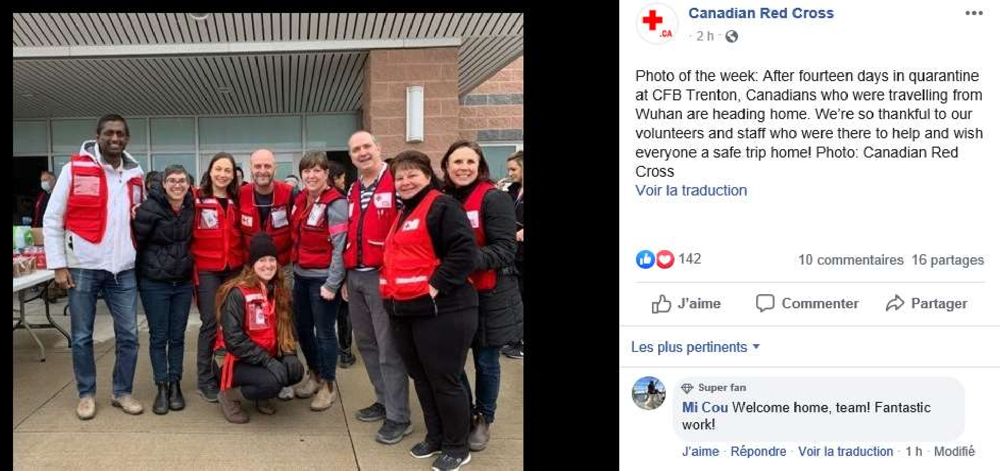 Canadian Red Cross
.CA
· 2 h ·
Photo of the week: After fourteen days in quarantine
at CFB Trenton, Canadians who were travelling from
Wuhan are heading home. We're so thankful to our
volunteers and staff who were there to help and wish
everyone a safe trip home! Photo: Canadian Red
Cross
Voir la traduction
142
10 commentaires 16 partages
J'aime
Commenter
Partager
Les plus pertinents
Super fan
Mi Cou Welcome home, team! Fantastic
work!
J'aime · Répondre · Voir la traduction · 1 h · Modifié